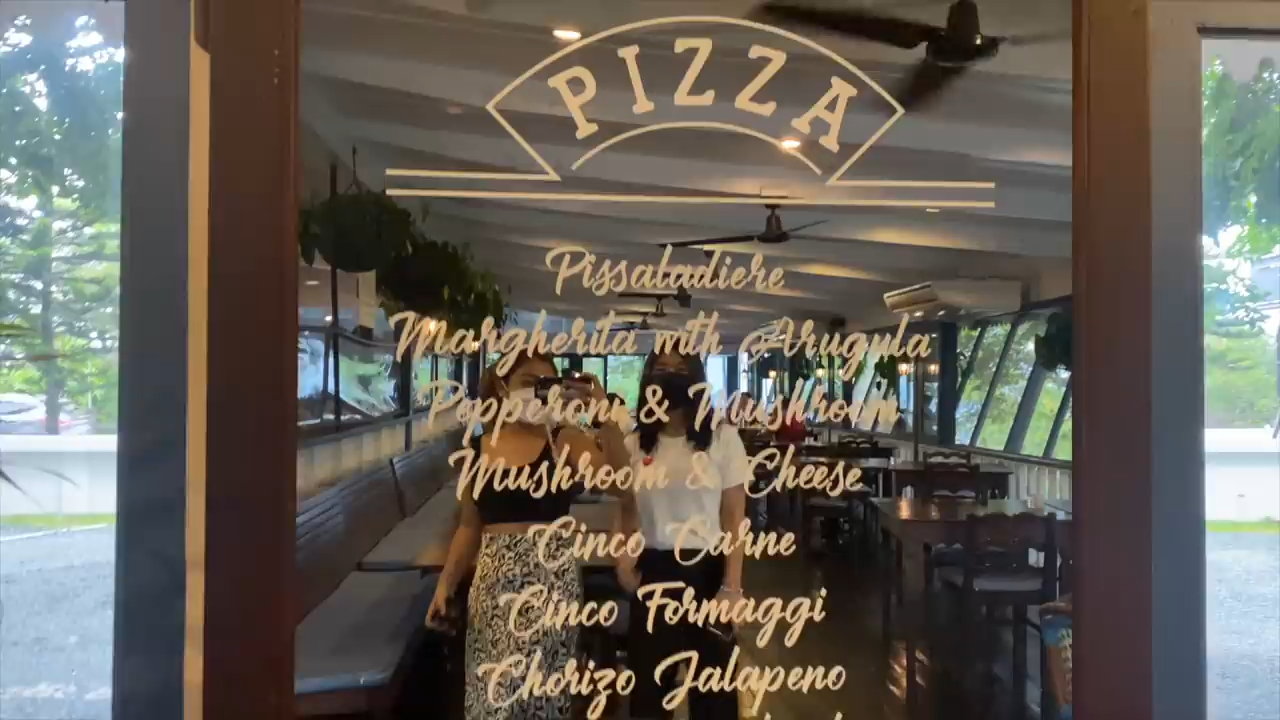 PIZZA
Pissaladiere
Margherita with Arugula
Pepperoni & Mushroom
Mushroom & Cheese
Cinco Carne
Cinco Formaggi
Chorizo Jalapeno